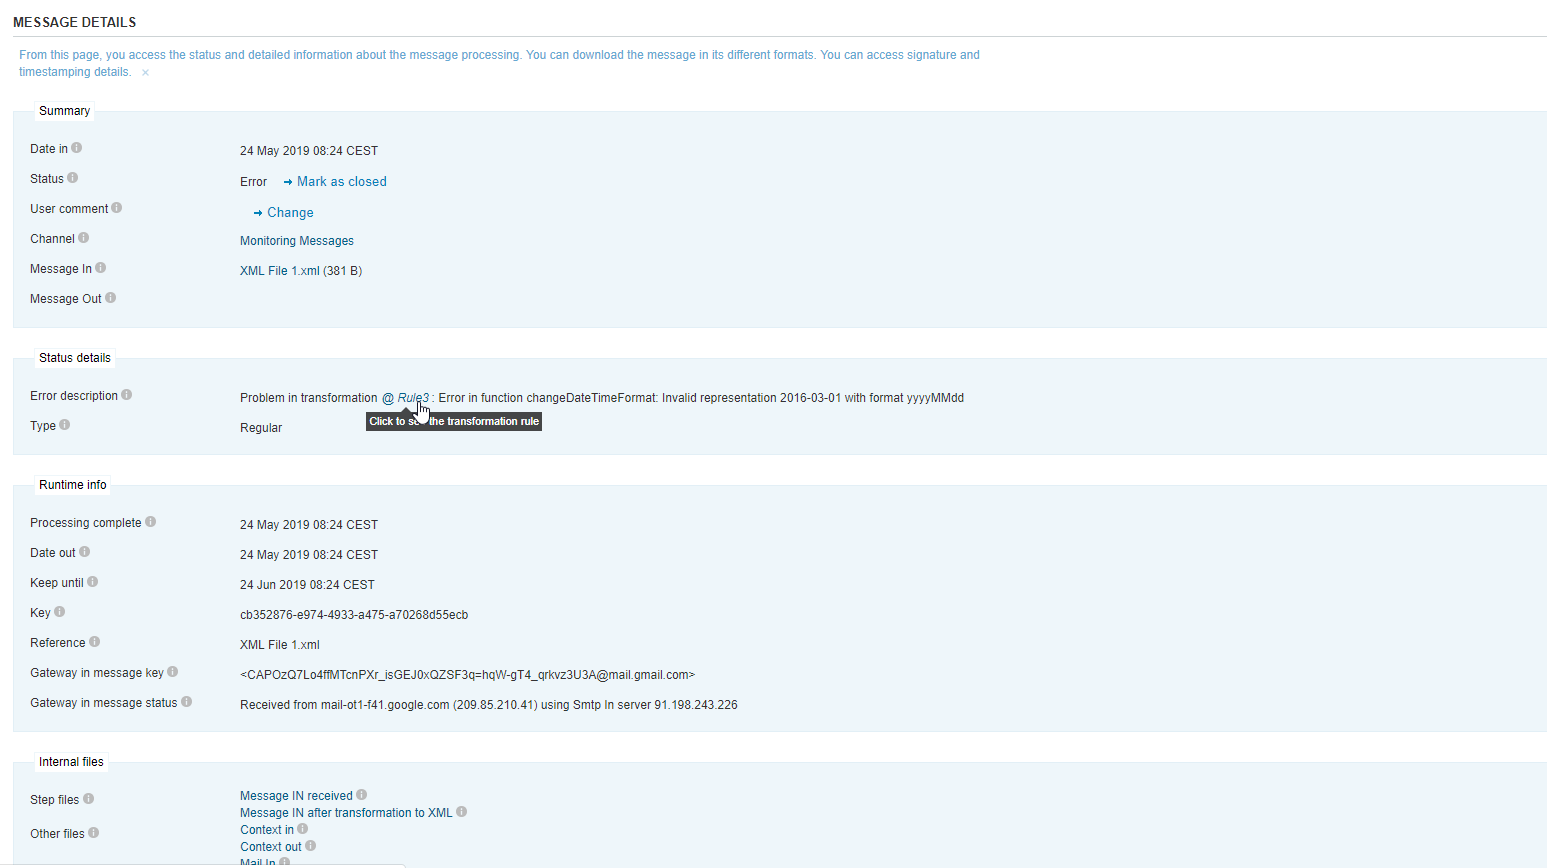 MESSAGE DETAILS
From this page, you access the status and detailed information about the message processing. You can download the message in its different formats. You can access signature and
timestamping details. ×
Summary
Date in
24 May 2019 08:24 CEST
Status
Error → Mark as closed
User comment
→ Change
Channel
Monitoring Messages
Message In
XML File 1.xml (381 B)
Message Out
Status details
Error description
Problem in transformation @ Rule3 : Error in function changeDateTimeFormat: Invalid representation 2016-03-01 with format yyyyMMdd
Click to see the transformation rule
Type
Regular
Runtime info
Processing complete
24 May 2019 08:24 CEST
Date out
24 May 2019 08:24 CEST
Keep until
24 Jun 2019 08:24 CEST
Key
cb352876-e974-4933-a475-a70268d55ecb
Reference
XML File 1.xml
Gateway in message key
<CAPOzQ7Lo4ffMTcnPXr_isGEJ0xQZSF3q=hqW-gT4_qrkvz3U3A@mail.gmail.com>
Gateway in message status
Received from mail-ot1-f41.google.com (209.85.210.41) using Smtp In server 91.198.243.226
Internal files
Step files
Message IN received
Message IN after transformation to XML
Other files
Context in
Context out
Mail In